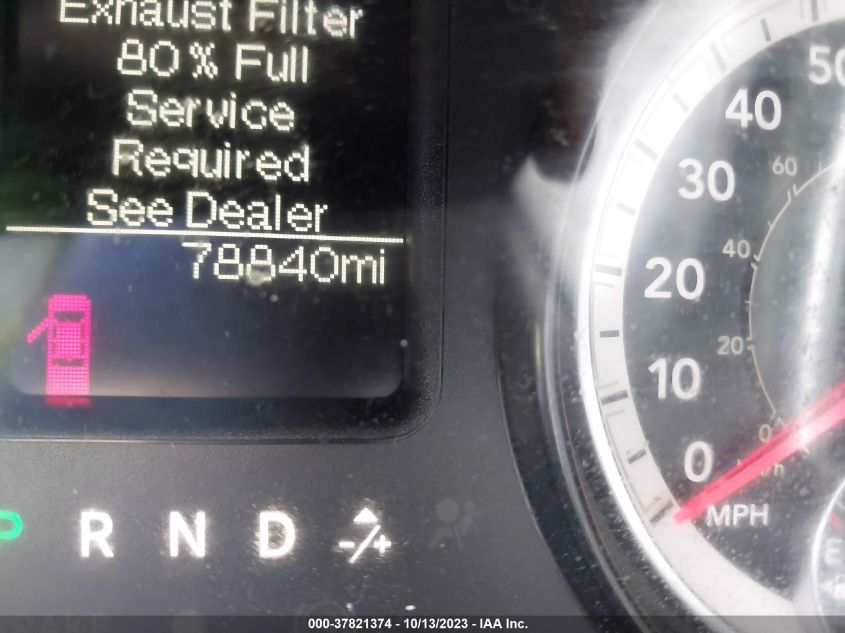 Exhaust Filter
80% Full
Service
Required
See Dealer
78840mi
P R N D -/+
50
40
30
20
10
0
MPH
60
40
20
0
E
000-37821374 - 10/13/2023 - IAA Inc.